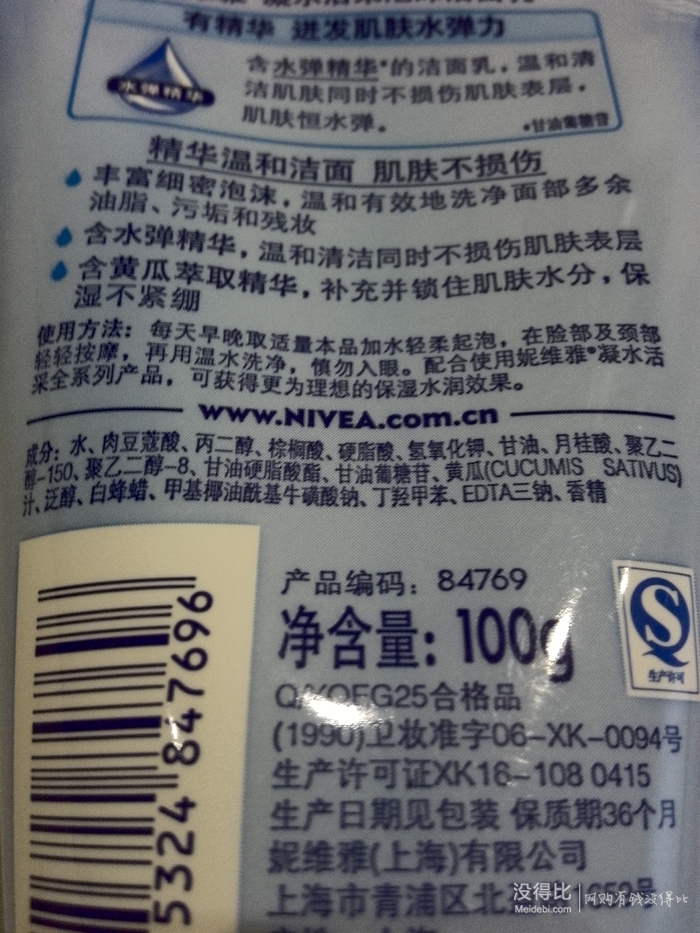 有精华 迸发肌肤水弹力
水弹精华
含水弹精华*的洁面乳，温和清
洁肌肤同时不损伤肌肤表层，
肌肤恒水弹。
*甘油葡糖苷
精华温和洁面 肌肤不损伤
丰富细密泡沫，温和有效地洗净面部多余
油脂、污垢和残妆
含水弹精华，温和清洁同时不损伤肌肤表层
含黄瓜萃取精华，补充并锁住肌肤水分，保
湿不紧绷
使用方法：每天早晚取适量本品加水轻柔起泡，在脸部及颈部
轻轻按摩，再用温水洗净，慎勿入眼。配合使用妮维雅®凝水活
采全系列产品，可获得更为理想的保湿水润效果。
www.NIVEA.com.cn
成分：水、肉豆蔻酸、丙二醇、棕榈酸、硬脂酸、氢氧化钾、甘油、月桂酸、聚乙二
醇-150、聚乙二醇-8、甘油硬脂酸酯、甘油葡糖苷、黄瓜(CUCUMIS SATIVUS)
汁、泛醇、白蜂蜡、甲基椰油酰基牛磺酸钠、丁羟甲苯、EDTA三钠、香精
产品编码：84769
净含量：100g
生产许可
FG25合格品
(1990)卫妆准字06-XK-0094号
生产许可证XK16-108 0415
生产日期见包装 保质期36个月
妮维雅(上海)有限公司
上海市青浦区北
号
5324 847696
没得比
Meidebi.com
网购有钱没得比